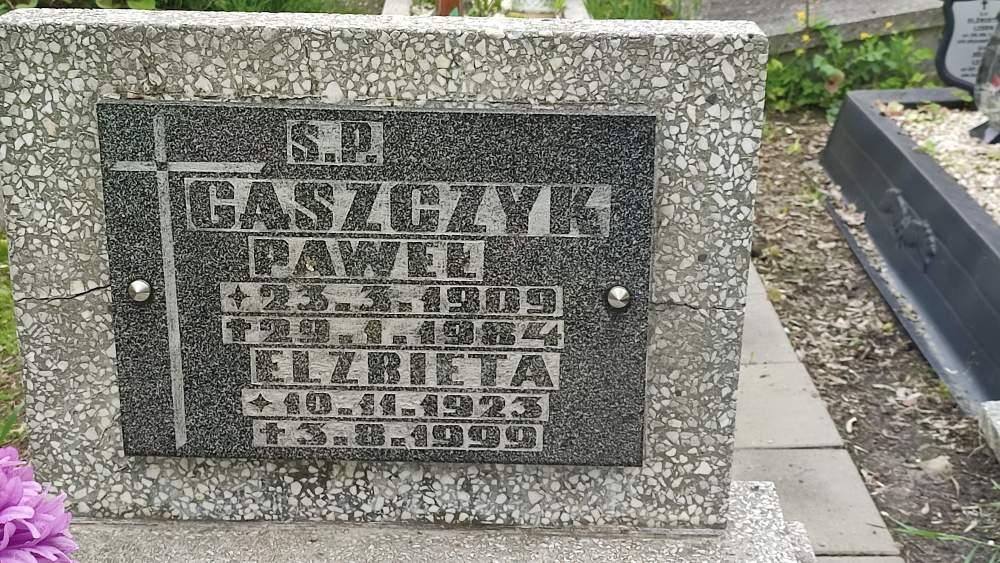 Ś.P.
GASZCZYK
PAWEŁ
✦ 23.3.1909
✝ 29.1.1984
ELŻBIETA
✦ 10.11.1923
✝ 3.8.1999